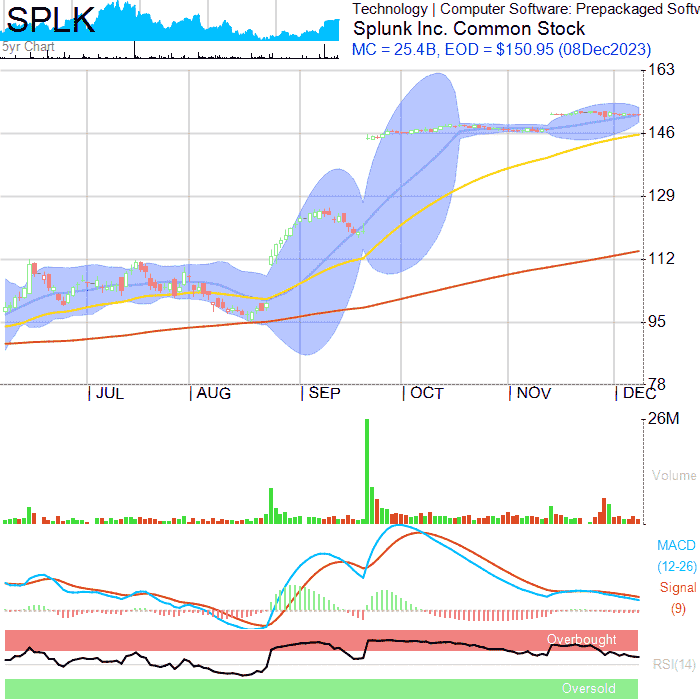 SPLK
Technology | Computer Software: Prepackaged Softw
Splunk Inc. Common Stock
5yr Chart
MC = 25.4B, EOD = $150.95 (08Dec2023)
163
146
129
112
95
78
JUL AUG SEP OCT NOV DEC
26M
Volume
MACD
(12-26)
Signal
(9)
Overbought
RSI(14)
Oversold